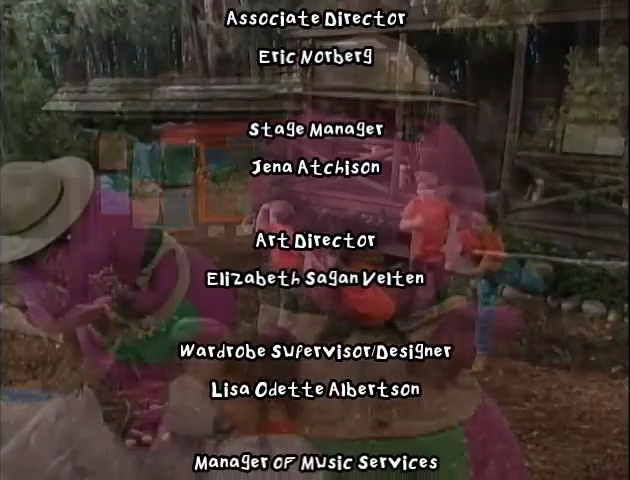 Associate Director
Eric Norberg
Stage Manager
Jena Atchison
Art Director
Elizabeth Sagan Velten
Wardrobe Supervisor/Designer
Lisa Odette Albertson
Manager Of Music Services